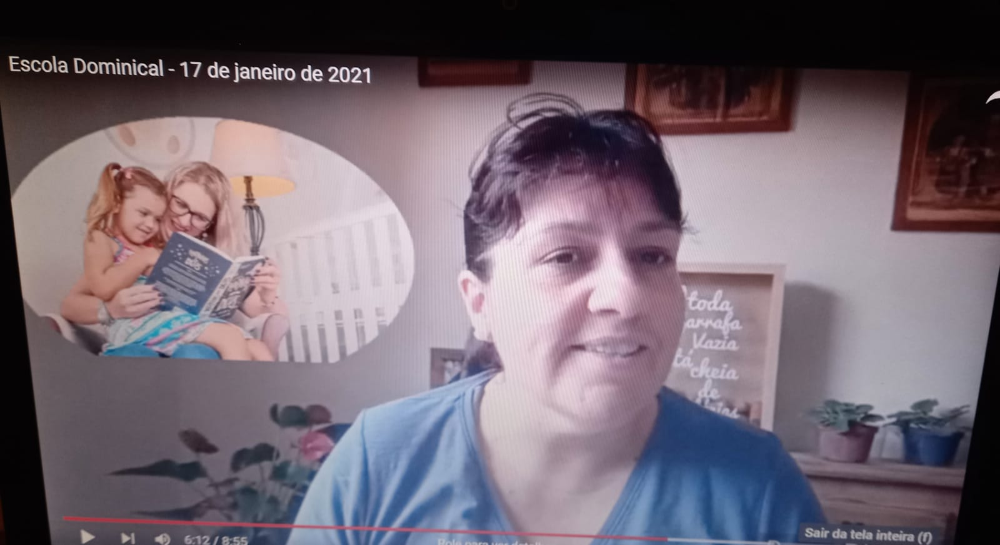 Escola Dominical - 17 de janeiro de 2021
toda
arrafa
Vazia
tá cheia
de
6:12 / 8:55
Sair da tela inteira (f)